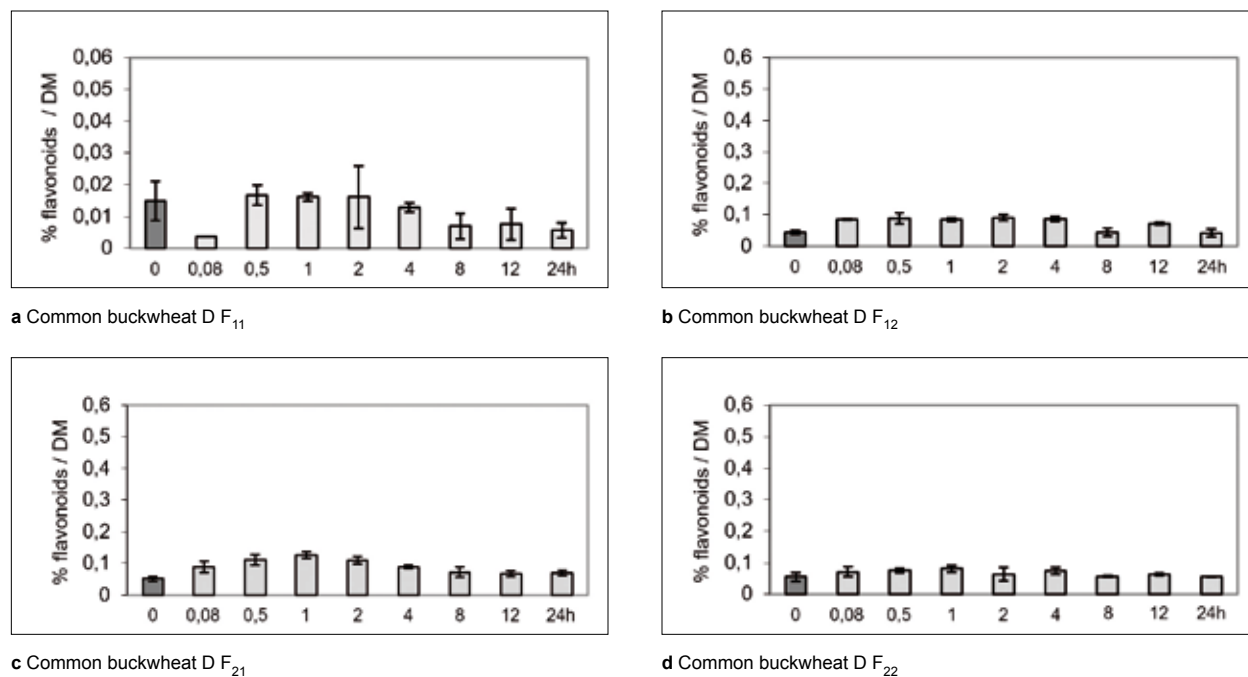 % flavonoids / DM
0,06
0,05
0,04
0,03
0,02
0,01
0
0 0,08 0,5 1 2 4 8 12 24h
a Common buckwheat D F11
% flavonoids / DM
0,6
0,5
0,4
0,3
0,2
0,1
0
0 0,08 0,5 1 2 4 8 12 24h
b Common buckwheat D F12
% flavonoids / DM
0,6
0,5
0,4
0,3
0,2
0,1
0
0 0,08 0,5 1 2 4 8 12 24h
c Common buckwheat D F21
% flavonoids / DM
0,6
0,5
0,4
0,3
0,2
0,1
0
0 0,08 0,5 1 2 4 8 12 24h
d Common buckwheat D F22